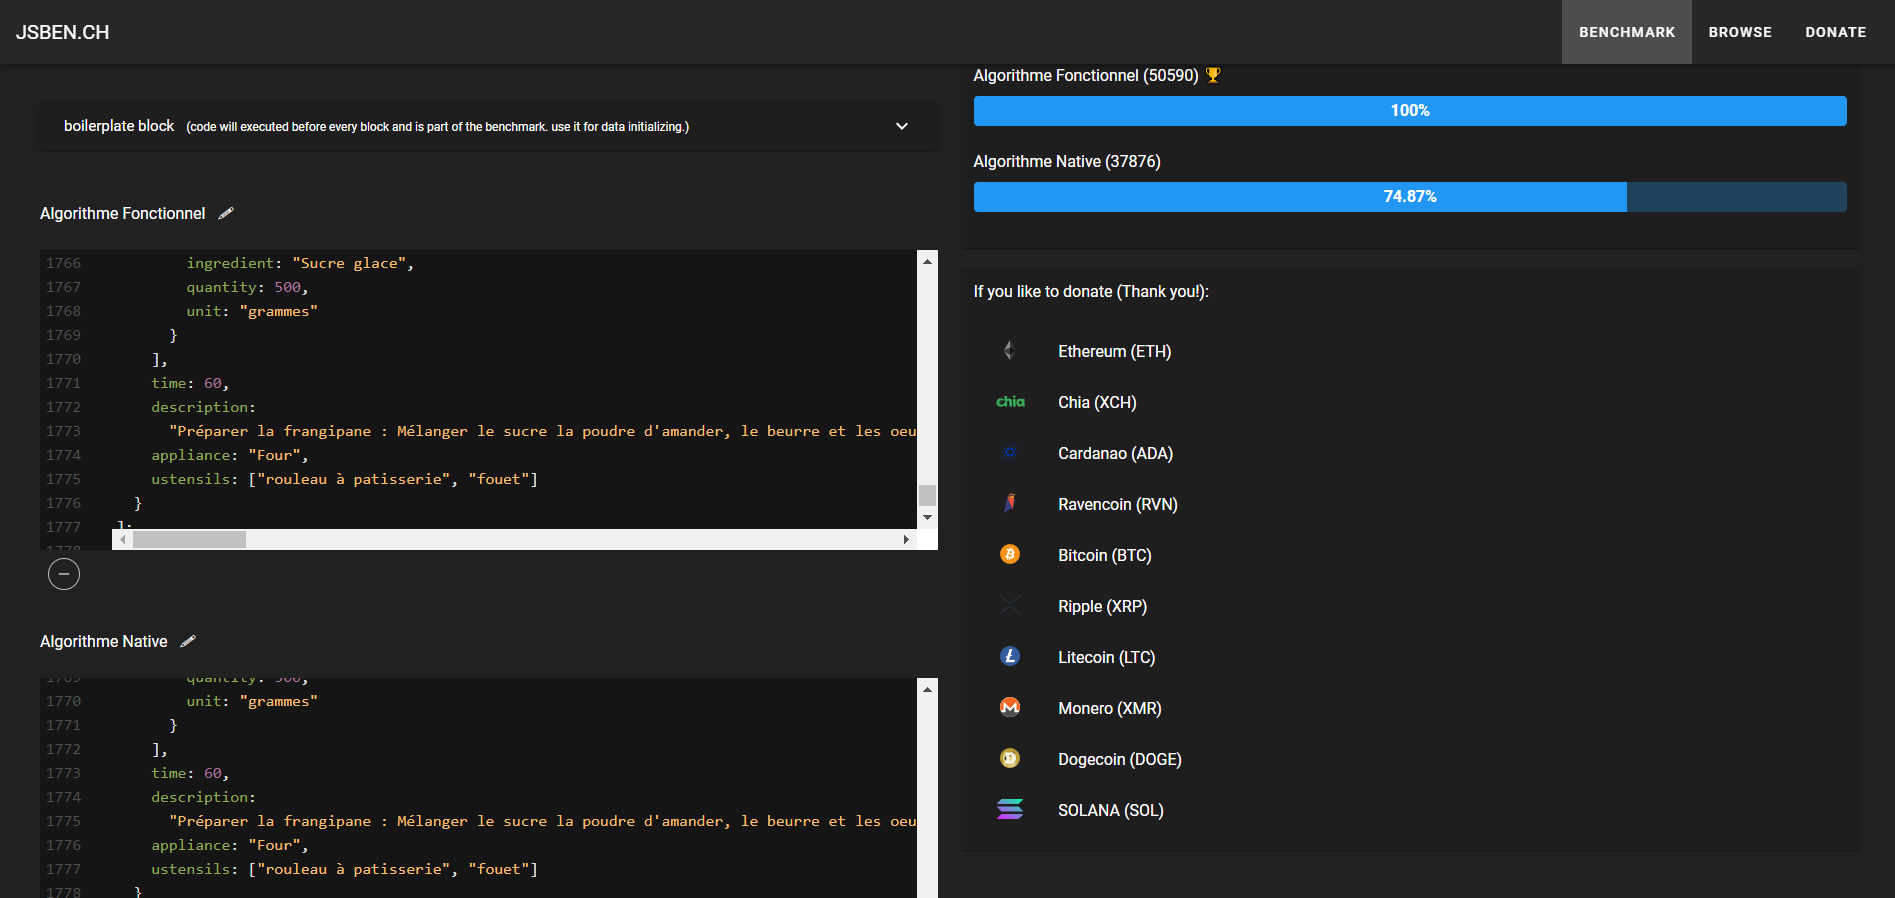 JSBEN.CH
BENCHMARK
BROWSE
DONATE
boilerplate block (code will executed before every block and is part of the benchmark. use it for data initializing.)
Algorithme Fonctionnel
1766 ingredient: "Sucre glace",
1767 quantity: 500,
1768 unit: "grammes"
1769 }
1770 ],
1771 time: 60,
1772 description:
1773 "Préparer la frangipane : Mélanger le sucre la poudre d'amander, le beurre et les oeu
1774 appliance: "Four",
1775 ustensils: ["rouleau à patisserie", "fouet"]
1776 }
1777 ];
1778
Algorithme Native
1769 quantity: 500,
1770 unit: "grammes"
1771 }
1772 ],
1773 time: 60,
1774 description:
1775 "Préparer la frangipane : Mélanger le sucre la poudre d'amander, le beurre et les oeu
1776 appliance: "Four",
1777 ustensils: ["rouleau à patisserie", "fouet"]
1778 }
Algorithme Fonctionnel (50590)
100%
Algorithme Native (37876)
74.87%
If you like to donate (Thank you!):
Ethereum (ETH)
chia Chia (XCH)
Cardanao (ADA)
Ravencoin (RVN)
Bitcoin (BTC)
Ripple (XRP)
Litecoin (LTC)
Monero (XMR)
Dogecoin (DOGE)
SOLANA (SOL)